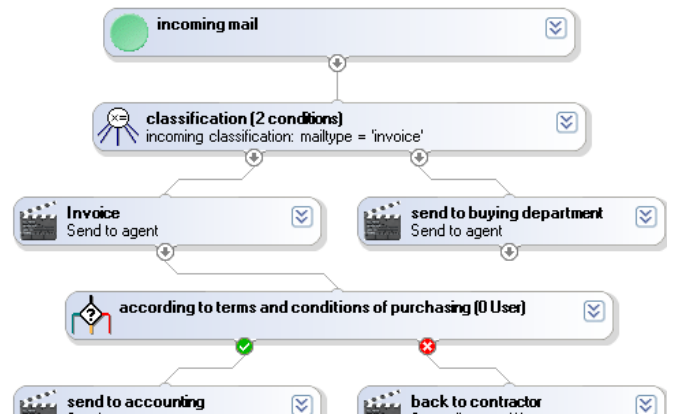 incoming mail
classification (2 conditions)
incoming classification: mailtype = 'invoice'
Invoice
Send to agent
send to buying department
Send to agent
according to terms and conditions of purchasing (0 User)
send to accounting
back to contractor